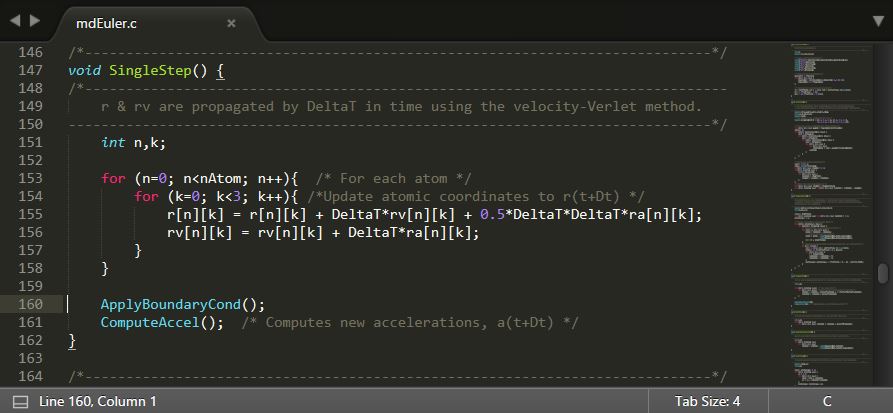 mdEuler.c ×
146 /*----------------------------------------------------------------------------*/
147 void SingleStep() {
148 /*------------------------------------------------------------------------------
149     r & rv are propagated by DeltaT in time using the velocity-Verlet method.
150 ------------------------------------------------------------------------------*/
151     int n,k;
152
153     for (n=0; n<nAtom; n++){  /* For each atom */
154         for (k=0; k<3; k++){ /*Update atomic coordinates to r(t+Dt) */
155             r[n][k] = r[n][k] + DeltaT*rv[n][k] + 0.5*DeltaT*DeltaT*ra[n][k];
156             rv[n][k] = rv[n][k] + DeltaT*ra[n][k];
157         }
158     }
159
160     ApplyBoundaryCond();
161     ComputeAccel();  /* Computes new accelerations, a(t+Dt) */
162 }
163
164 /*----------------------------------------------------------------------------*/
Line 160, Column 1 Tab Size: 4 C